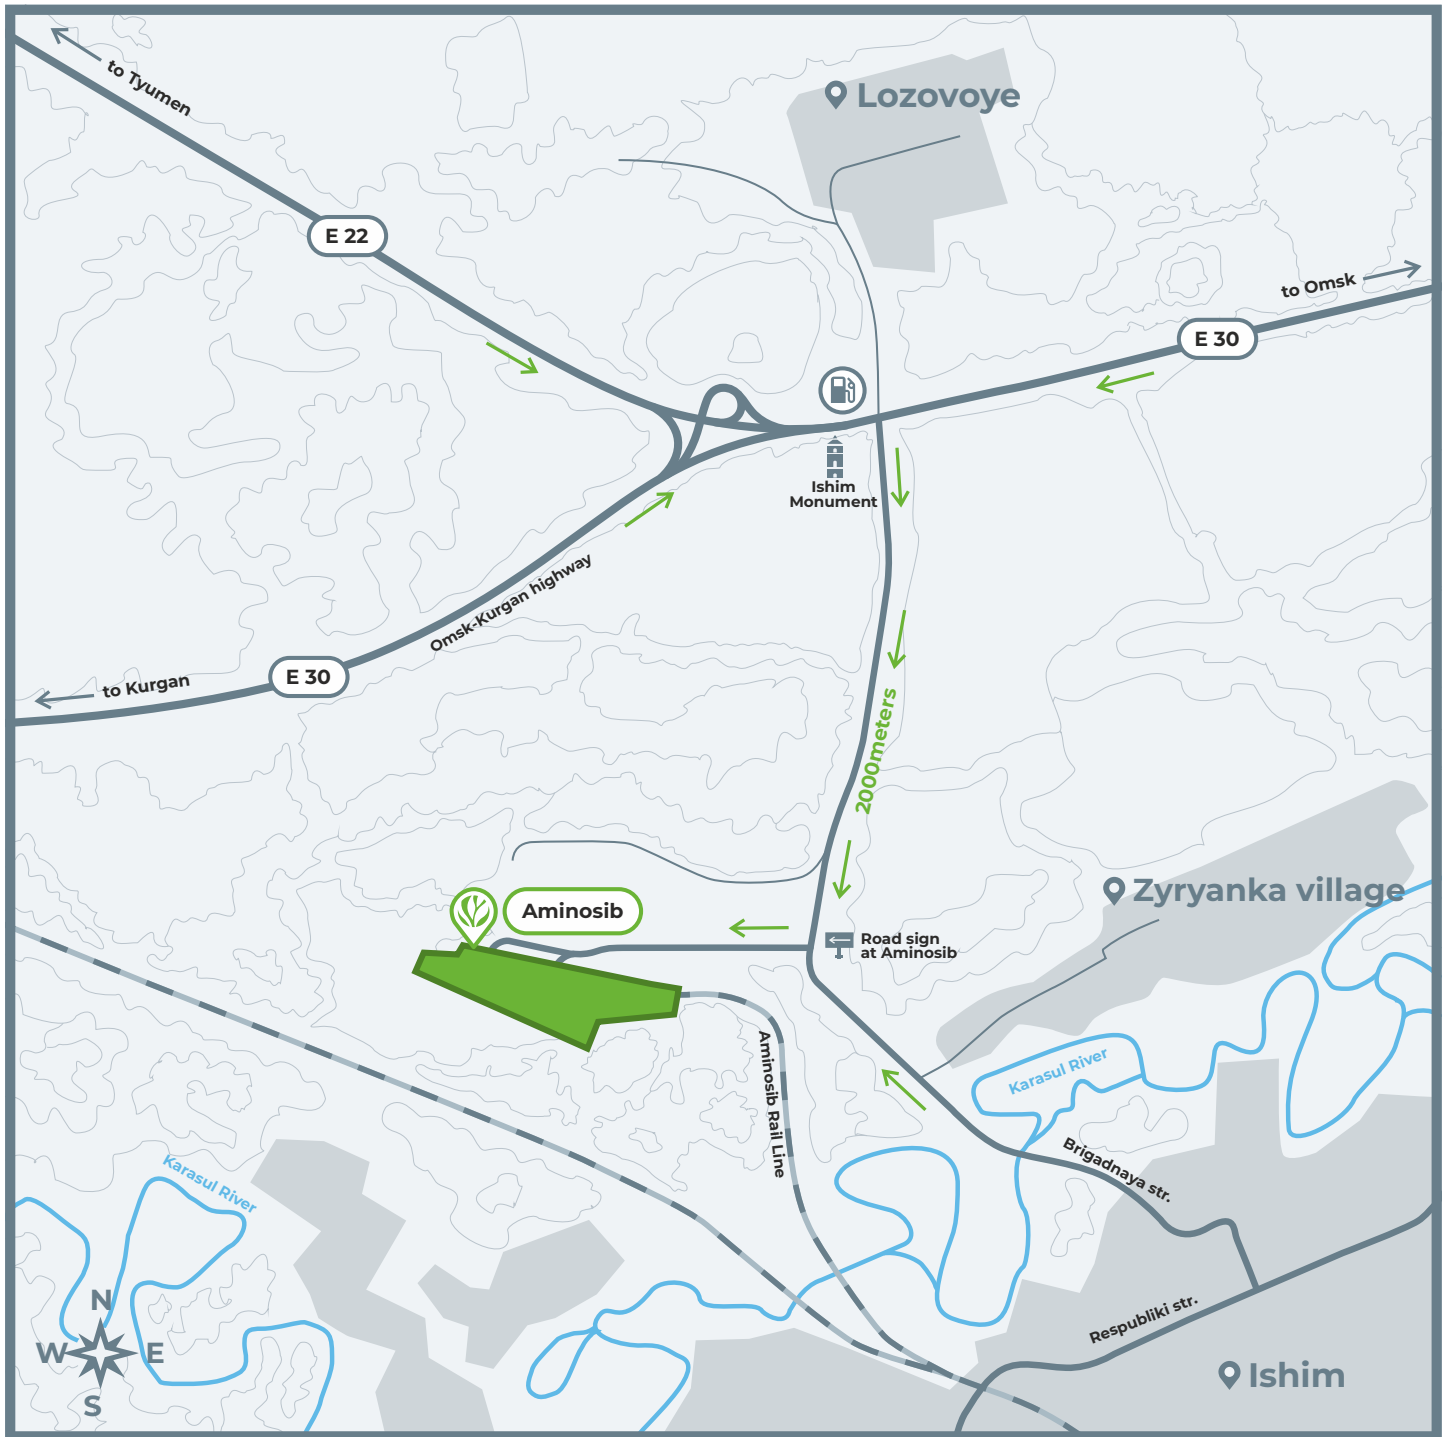 to Tyumen
Lozovoye
E 22
to Omsk
E 30
Ishim
Monument
Omsk-Kurgan highway
E 30
to Kurgan
2000meters
Zyryanka village
Aminosib
Road sign
at Aminosib
Aminosib Rail Line
Karasul River
Brigadnaya str.
Karasul River
N
W
E
S
Respubliki str.
Ishim